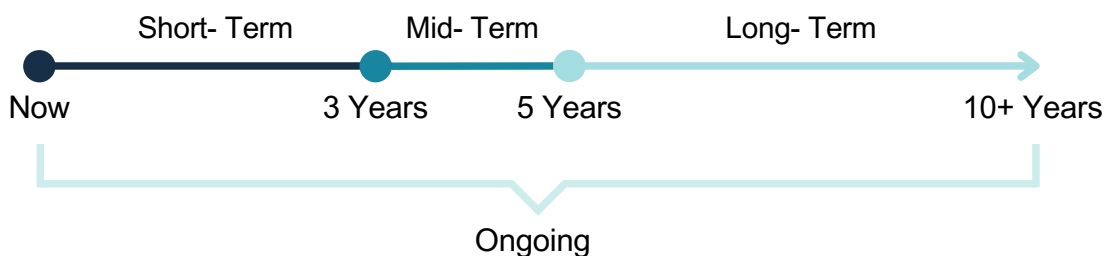 Short- Term Mid- Term Long- Term
Now 3 Years 5 Years 10+ Years
Ongoing